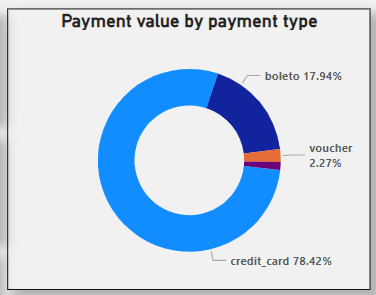 Payment value by payment type
boleto 17.94%
voucher
2.27%
credit_card 78.42%